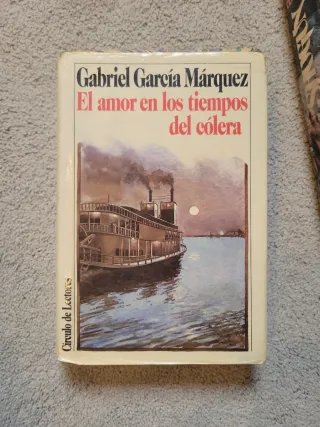 Gabriel García Márquez
El amor en los tiempos
del cólera
Círculo de Lectores